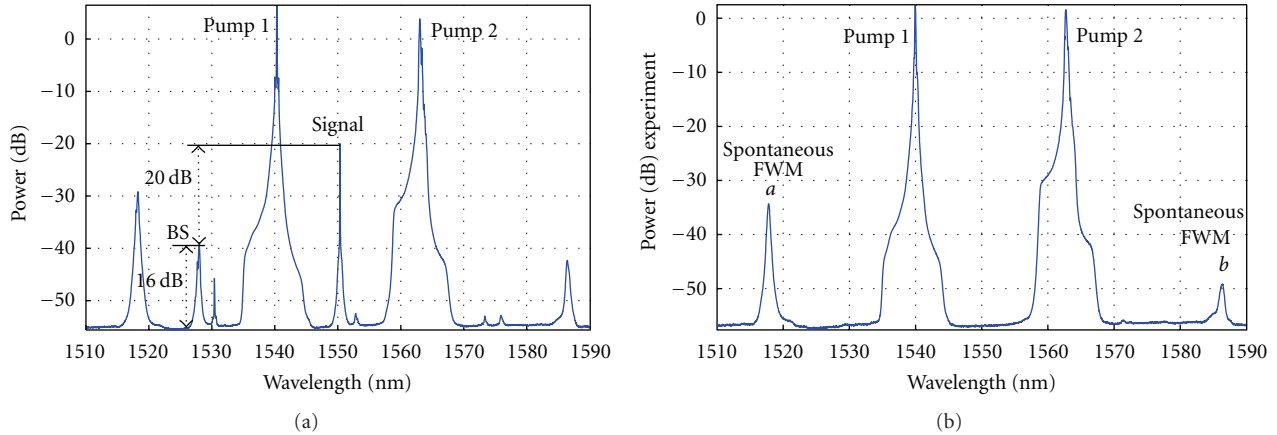 Pump 1
Pump 2
Signal
20 dB
BS
16 dB
0
−10
−20
−30
−40
−50
Power (dB)
1510 1520 1530 1540 1550 1560 1570 1580 1590
Wavelength (nm)
(a)
Pump 1
Pump 2
Spontaneous
FWM
a
Spontaneous
FWM
b
0
−10
−20
−30
−40
−50
Power (dB) experiment
1510 1520 1530 1540 1550 1560 1570 1580 1590
Wavelength (nm)
(b)